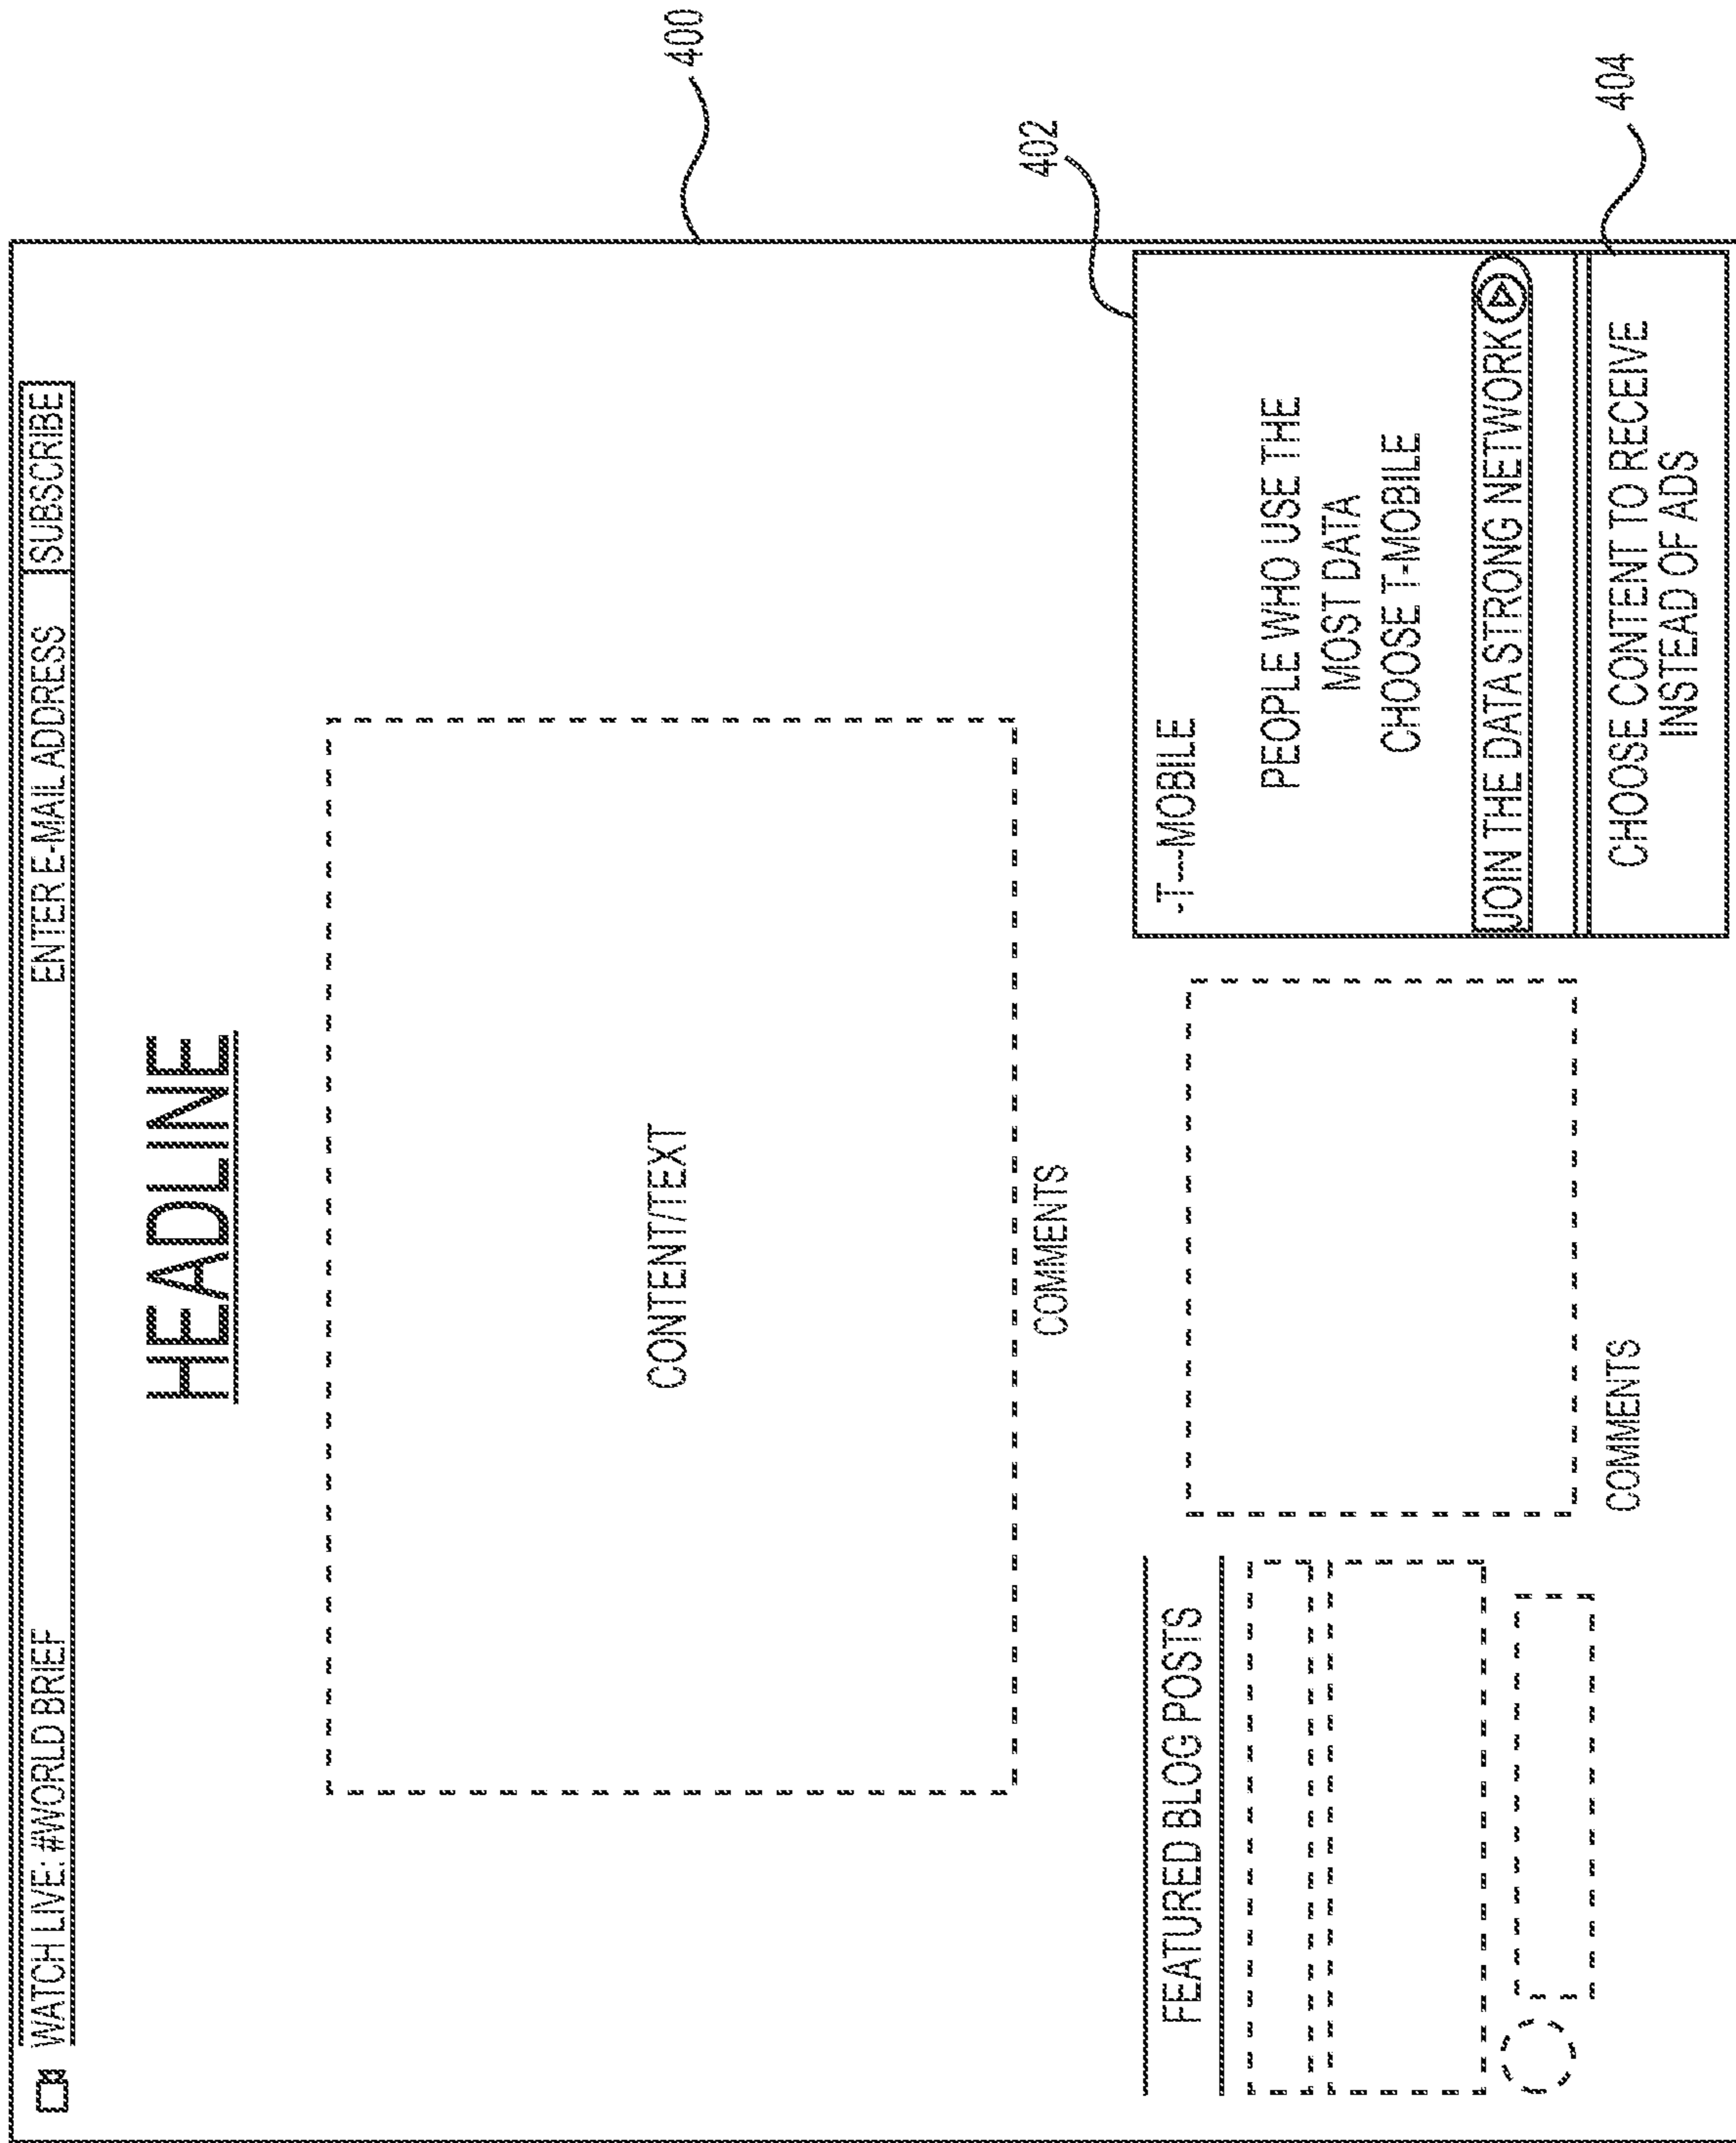 WATCH LIVE: #WORLD BRIEF
ENTER E-MAIL ADDRESS
SUBSCRIBE
HEADLINE
400
CONTENT/TEXT
COMMENTS
402
FEATURED BLOG POSTS
COMMENTS
-T---MOBILE
PEOPLE WHO USE THE
MOST DATA
CHOOSE T-MOBILE
JOIN THE DATA STRONG NETWORK
404
CHOOSE CONTENT TO RECEIVE
INSTEAD OF ADS